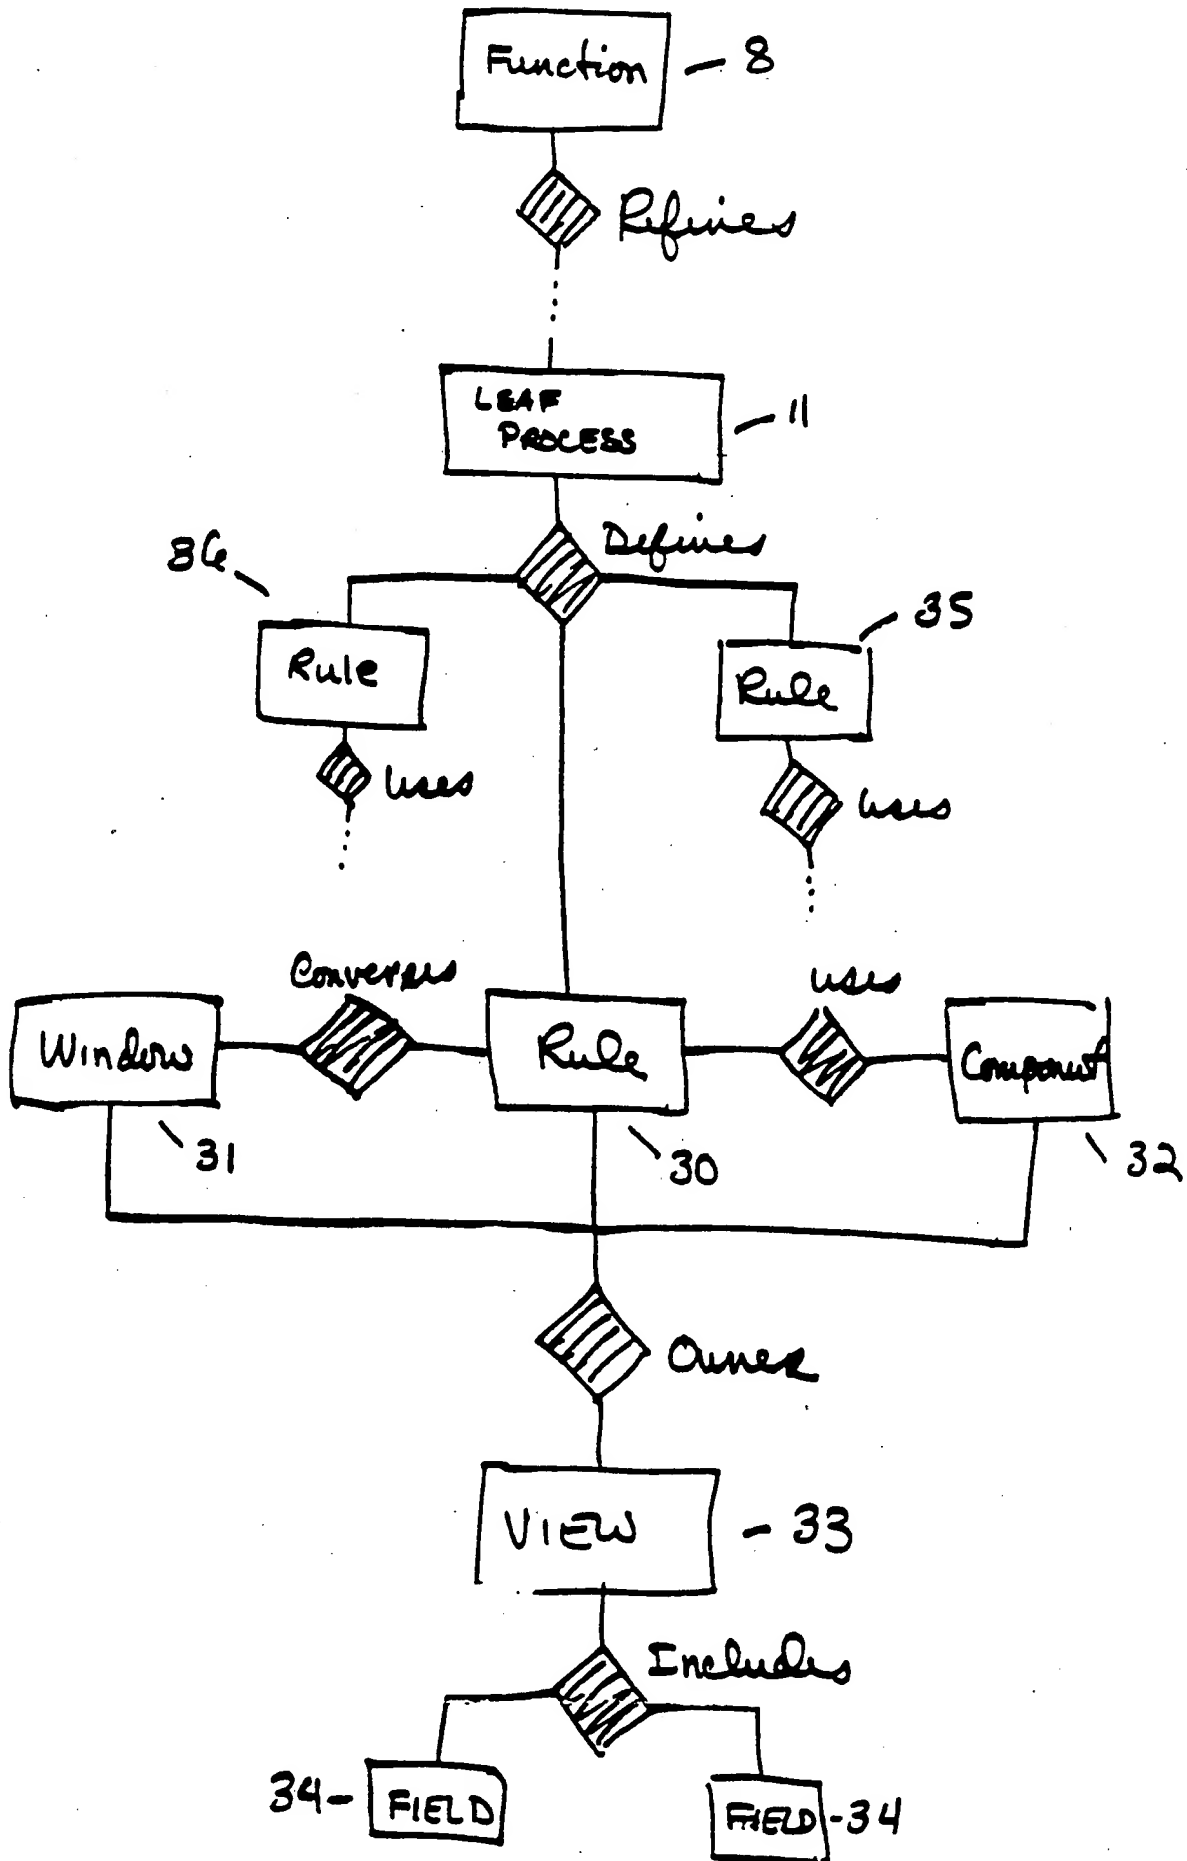 Function
8
Refines
LEAF
PROCESS
11
Defines
36
35
Rule
Rule
uses
uses
Converses
uses
Window
Rule
Component
31
30
32
Owner
VIEW
33
Includes
34
FIELD
FIELD
34